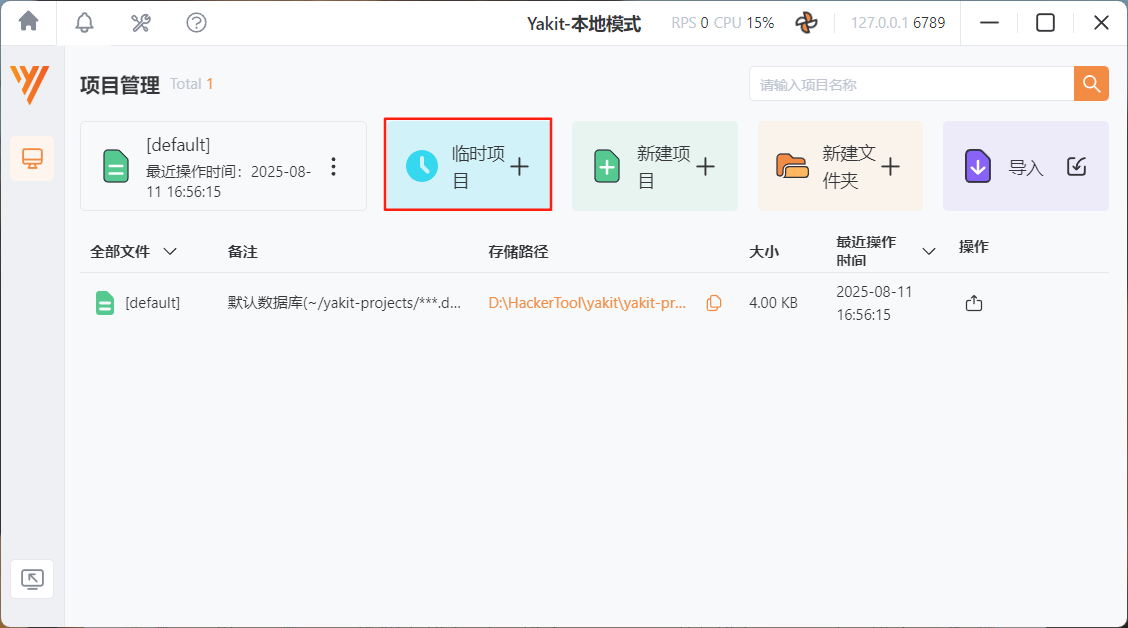 Yakit-本地模式
RPS 0 CPU 15%
127.0.0.1 6789
项目管理 Total 1
请输入项目名称
[default]
最近操作时间：2025-08-
11 16:56:15
临时项
目
新建项
目
新建文
件夹
导入
全部文件 备注 存储路径 大小 最近操作
时间 操作
[default] 默认数据库(~/yakit-projects/***.d... D:\HackerTool\yakit\yakit-pr... 4.00 KB 2025-08-11
16:56:15